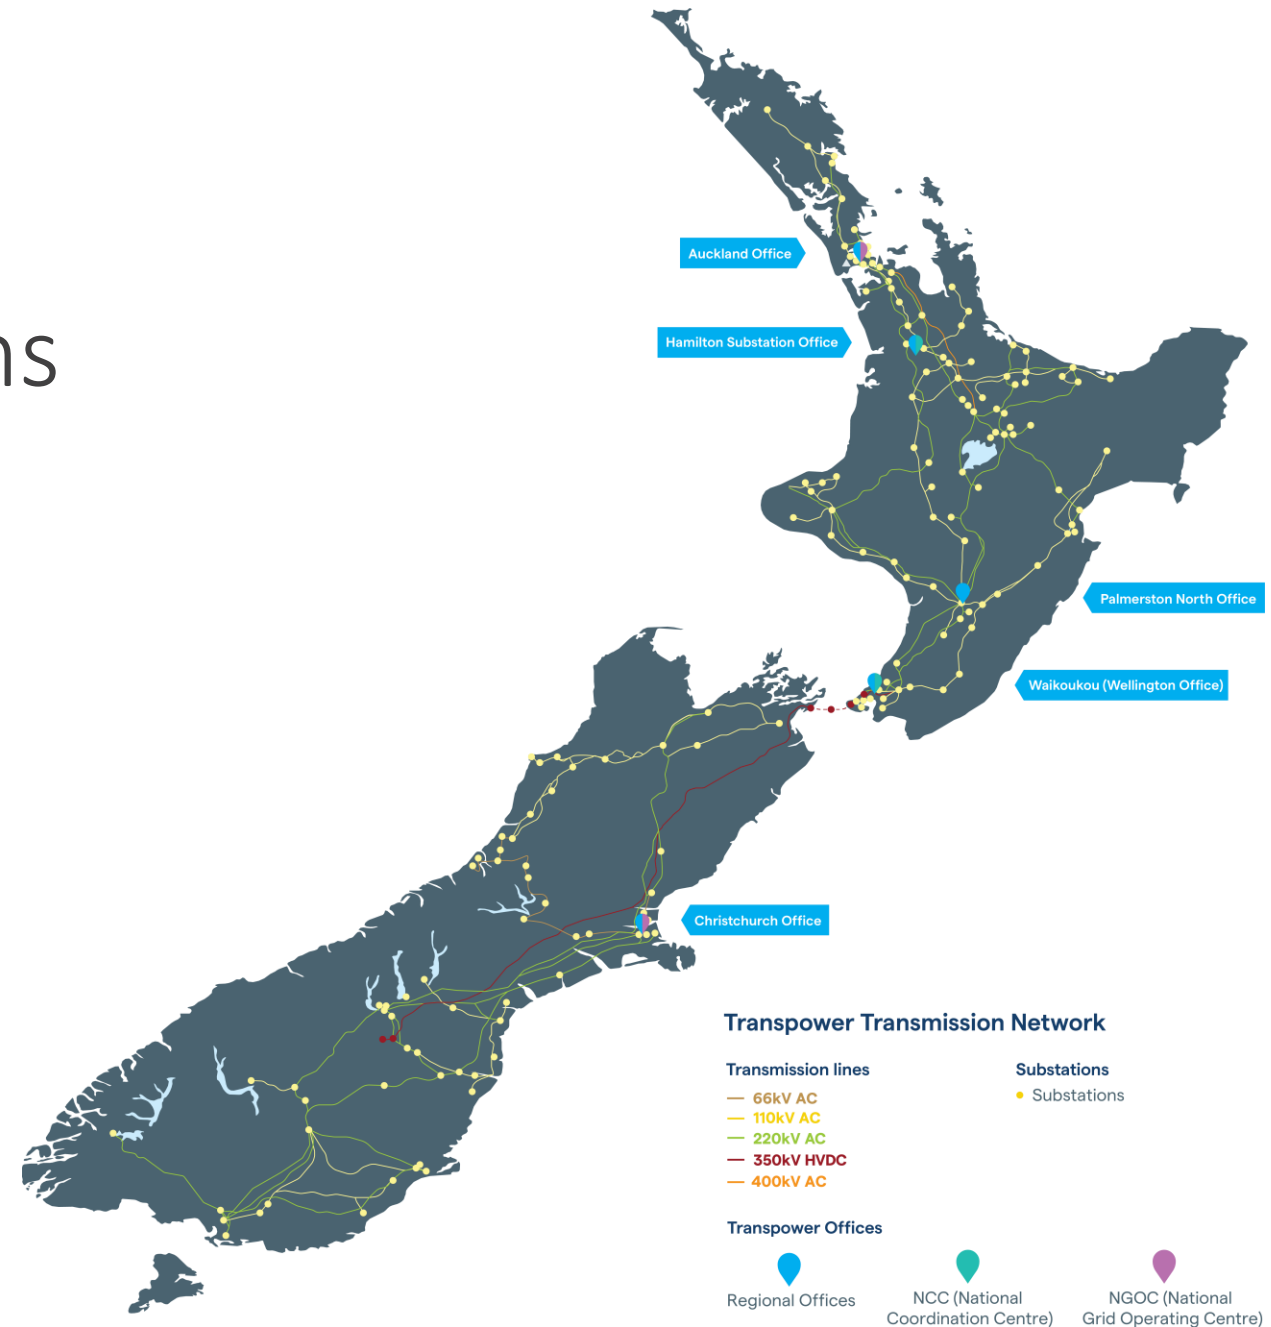 ns
Auckland Office
Hamilton Substation Office
Palmerston North Office
Waikoukou (Wellington Office)
Christchurch Office
Transpower Transmission Network
Transmission lines
66kV AC
110kV AC
220kV AC
350kV HVDC
400kV AC
Substations
Substations
Transpower Offices
Regional Offices
NCC (National
Coordination Centre)
NGOC (National
Grid Operating Centre)